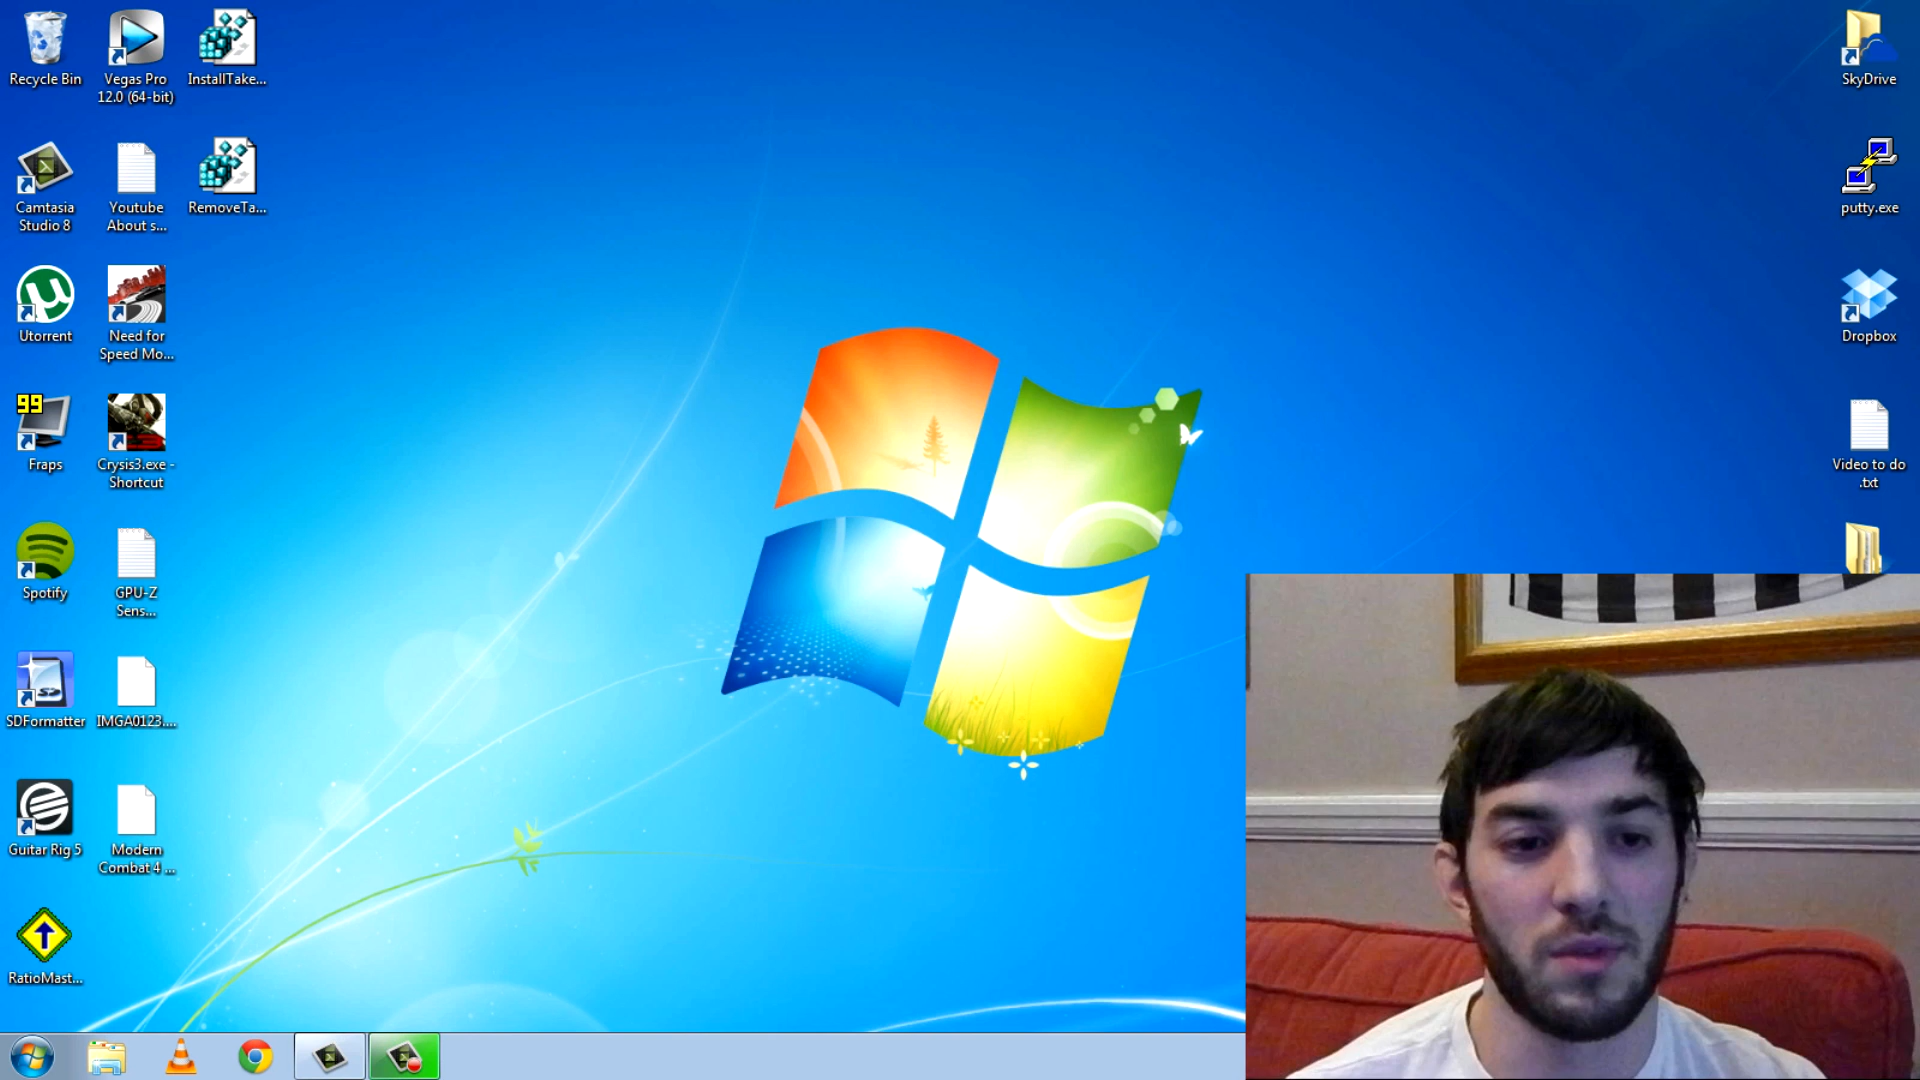 Recycle Bin
Vegas Pro
12.0 (64-bit)
InstallTake...
Camtasia
Studio 8
Youtube
About s...
RemoveTa...
Utorrent
Need for
Speed Mo...
99
Fraps
Crysis3.exe -
Shortcut
Spotify
GPU-Z
Sens...
SDFormatter
IMGA0123....
Guitar Rig 5
Modern
Combat 4 ...
RatioMast...
SkyDrive
putty.exe
Dropbox
Video to do
.txt